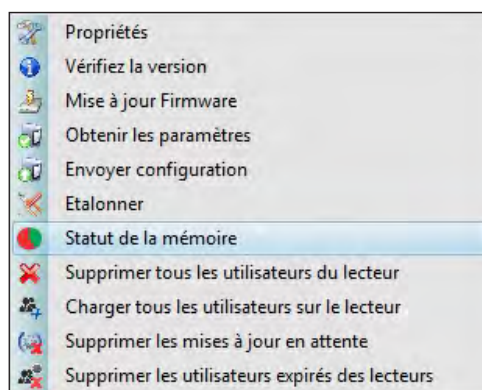 Propriétés
Vérifiez la version
Mise à jour Firmware
Obtenir les paramètres
Envoyer configuration
Etalonner
Statut de la mémoire
Supprimer tous les utilisateurs du lecteur
Charger tous les utilisateurs sur le lecteur
Supprimer les mises à jour en attente
Supprimer les utilisateurs expirés des lecteurs